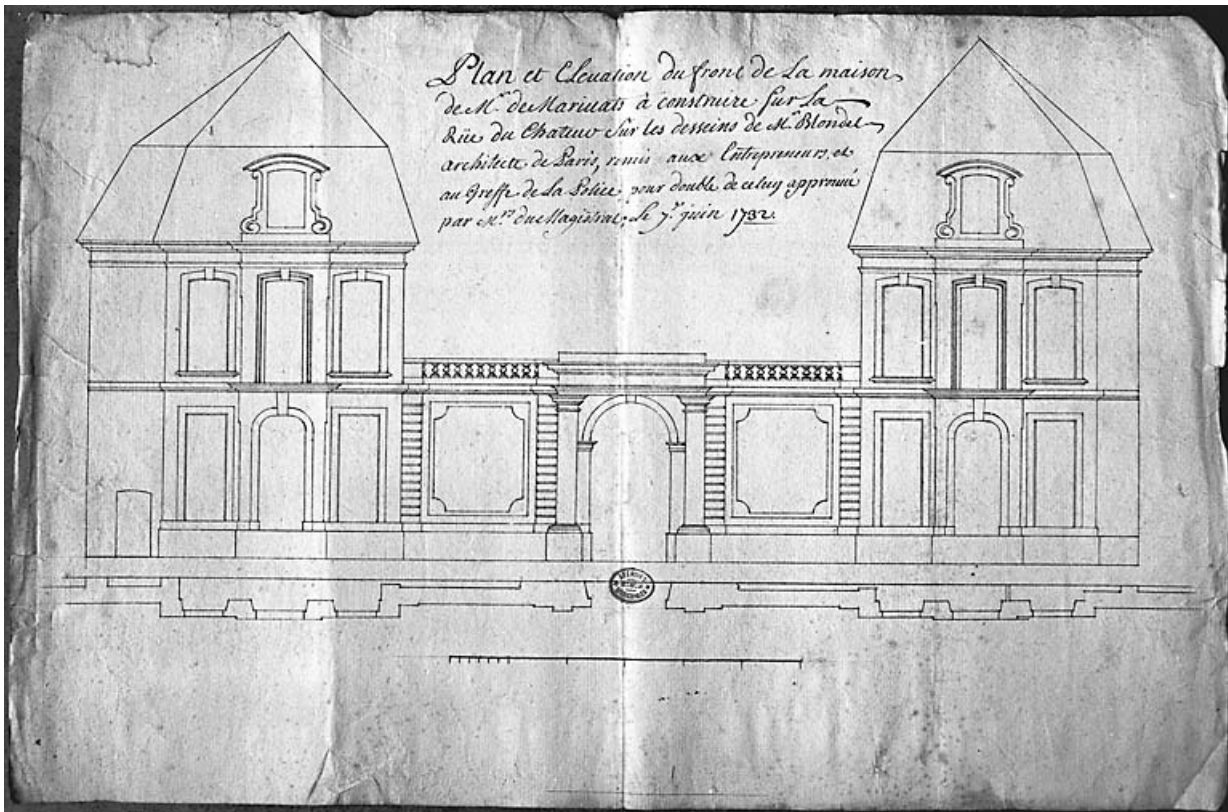 Plan et Elevation du front de La maison
de Mr. de Marivats à construire sur La
Rüe du Chateau Sur les desseins de Mr. Blondel
architecte de Paris, remis aux Entrepreneurs, et
au Greffe de La Police pour double de celuy approuvé
par Mrs. du Magistrat; Le 7e. juin 1732.